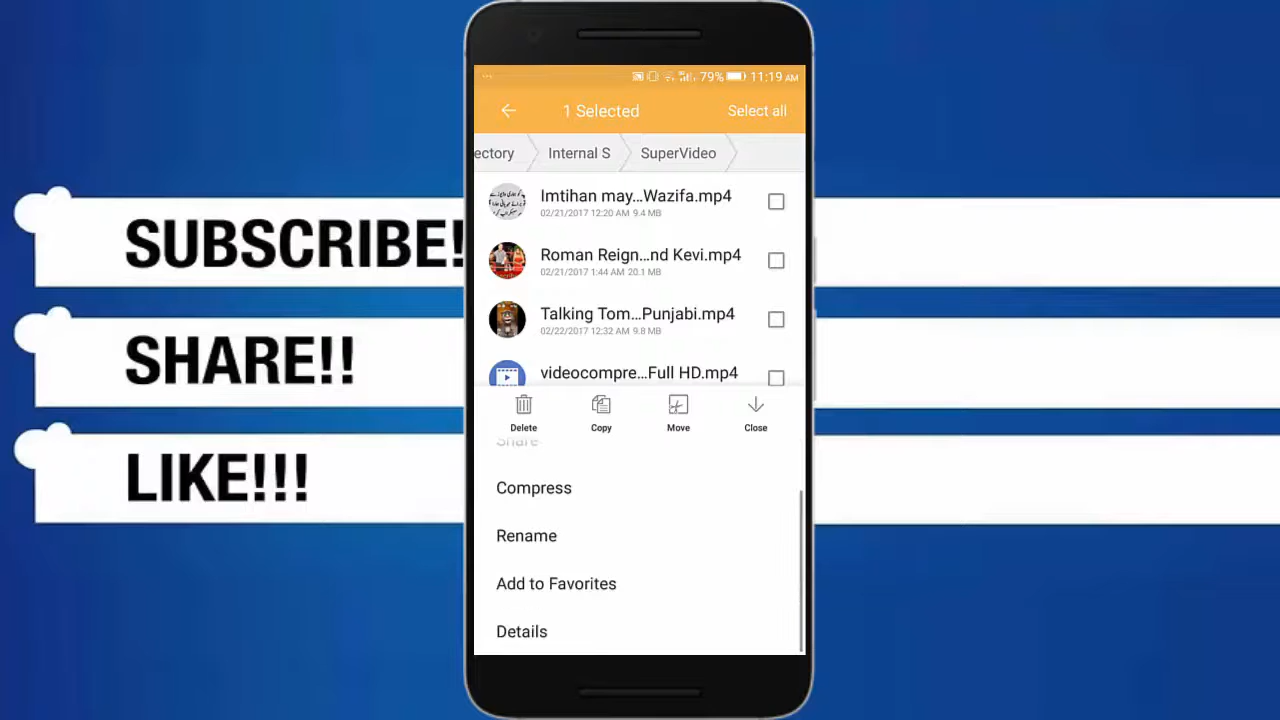 79% 11:19 AM
1 Selected
Select all
ectory
Internal S
SuperVideo
Imtihan may...Wazifa.mp4
02/21/2017 12:20 AM 9.4 MB
Roman Reign...nd Kevi.mp4
02/21/2017 1:44 AM 20.1 MB
Talking Tom...Punjabi.mp4
02/22/2017 12:32 AM 9.8 MB
videocompre...Full HD.mp4
Delete
Copy
Move
Close
Share
Compress
Rename
Add to Favorites
Details
SUBSCRIBE!
SHARE!!
LIKE!!!